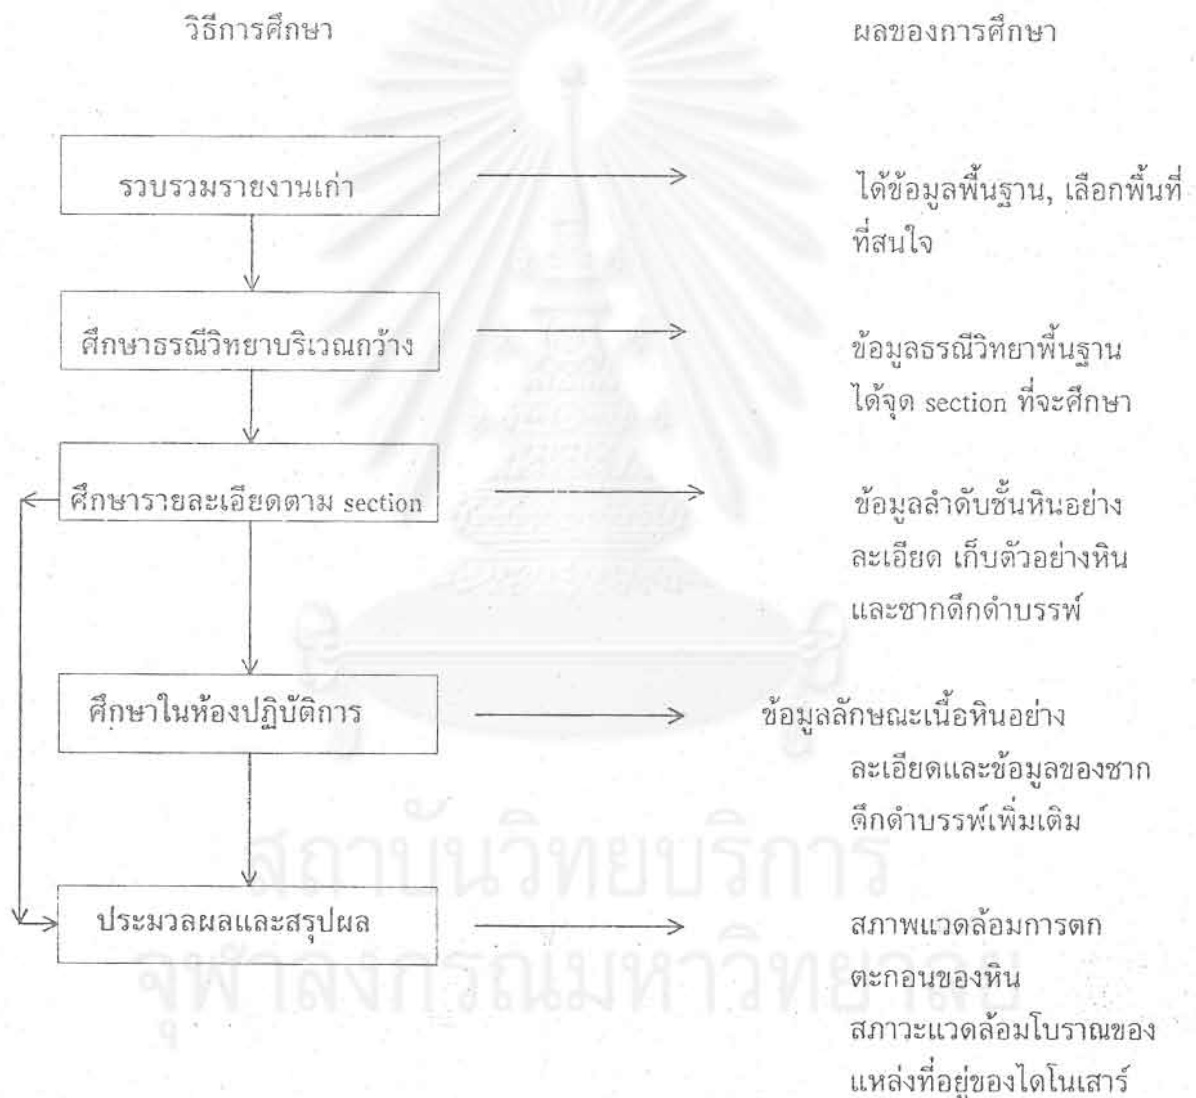 วิธีการศึกษา
ผลของการศึกษา
รวบรวมรายงานเก่า
ได้ข้อมูลพื้นฐาน, เลือกพื้นที่
ที่สนใจ
ศึกษาธรณีวิทยาบริเวณกว้าง
ข้อมูลธรณีวิทยาพื้นฐาน
ได้จุด section ที่จะศึกษา
ศึกษารายละเอียดตาม section
ข้อมูลลำดับชั้นหินอย่าง
ละเอียด เก็บตัวอย่างหิน
และซากดึกดำบรรพ์
ศึกษาในห้องปฏิบัติการ
ข้อมูลลักษณะเนื้อหินอย่าง
ละเอียดและข้อมูลของซาก
ดึกดำบรรพ์เพิ่มเติม
ประมวลผลและสรุปผล
สภาพแวดล้อมการตก
ตะกอนของหิน
สภาวะแวดล้อมโบราณของ
แหล่งที่อยู่ของไดโนเสาร์
สถาบันวิทยบริการ
จุฬาลงกรณ์มหาวิทยาลัย